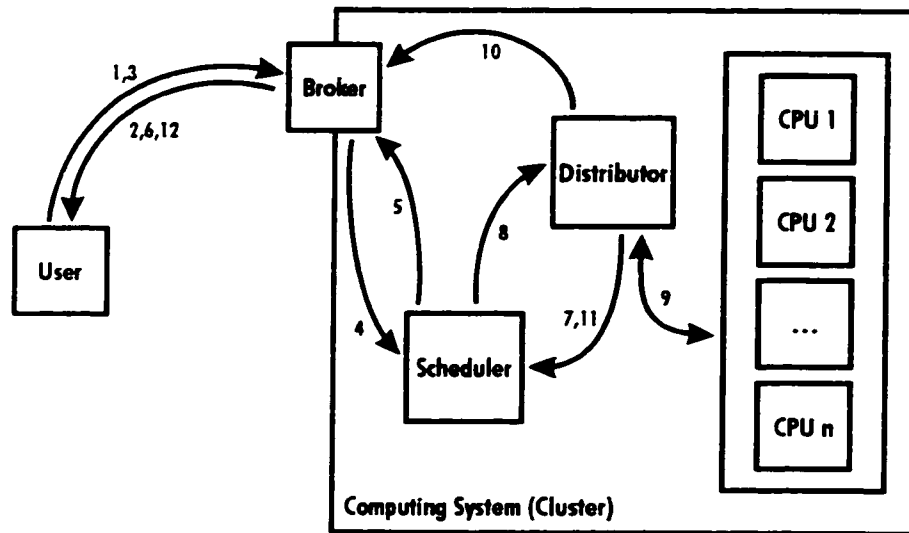 10
1,3
Broker
CPU 1
2,6,12
Distributor
5
CPU 2
8
User
9
4
7,11
...
Scheduler
CPU n
Computing System (Cluster)